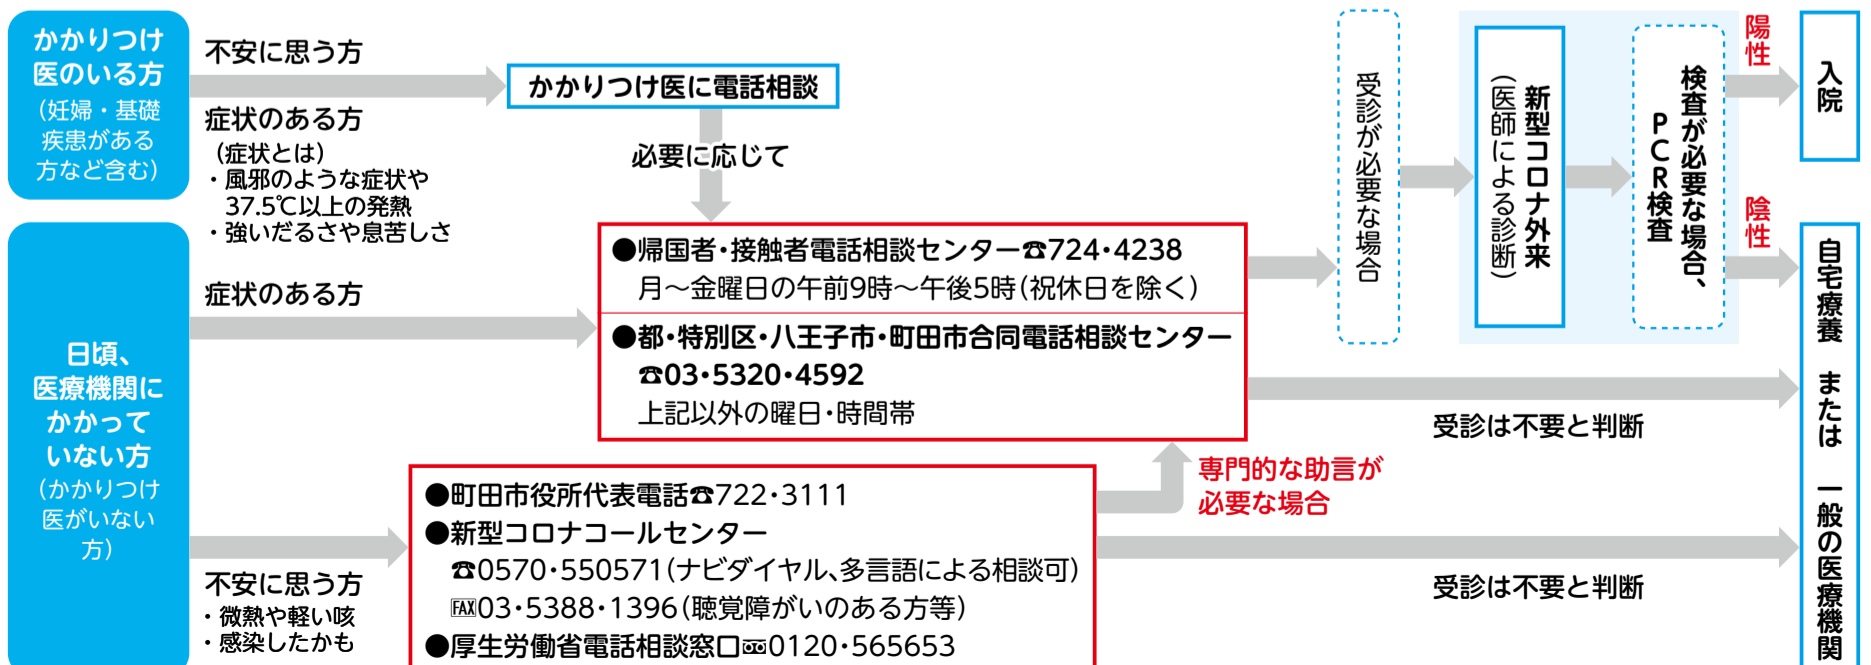 かかりつけ
医のいる方
(妊婦・基礎
疾患がある
方など含む)
不安に思う方
症状のある方
(症状とは)
・風邪のような症状や
37.5℃以上の発熱
・強いだるさや息苦しさ
かかりつけ医に電話相談
必要に応じて
日頃、
医療機関に
かかって
いない方
(かかりつけ
医がいない
方)
症状のある方
不安に思う方
・微熱や軽い咳
・感染したかも
●帰国者・接触者電話相談センター☎724・4238
月〜金曜日の午前9時〜午後5時(祝休日を除く)
●都・特別区・八王子市・町田市合同電話相談センター
☎03・5320・4592
上記以外の曜日・時間帯
●町田市役所代表電話☎722・3111
●新型コロナコールセンター
☎0570・550571(ナビダイヤル、多言語による相談可)
FAX03・5388・1396(聴覚障がいのある方等)
●厚生労働省電話相談窓口0120・565653
専門的な助言が
必要な場合
受診が必要な場合
新型コロナ外来
(医師による診断)
検査が必要な場合、
PCR検査
陽性
陰性
受診は不要と判断
受診は不要と判断
入院
自宅療養 または 一般の医療機関